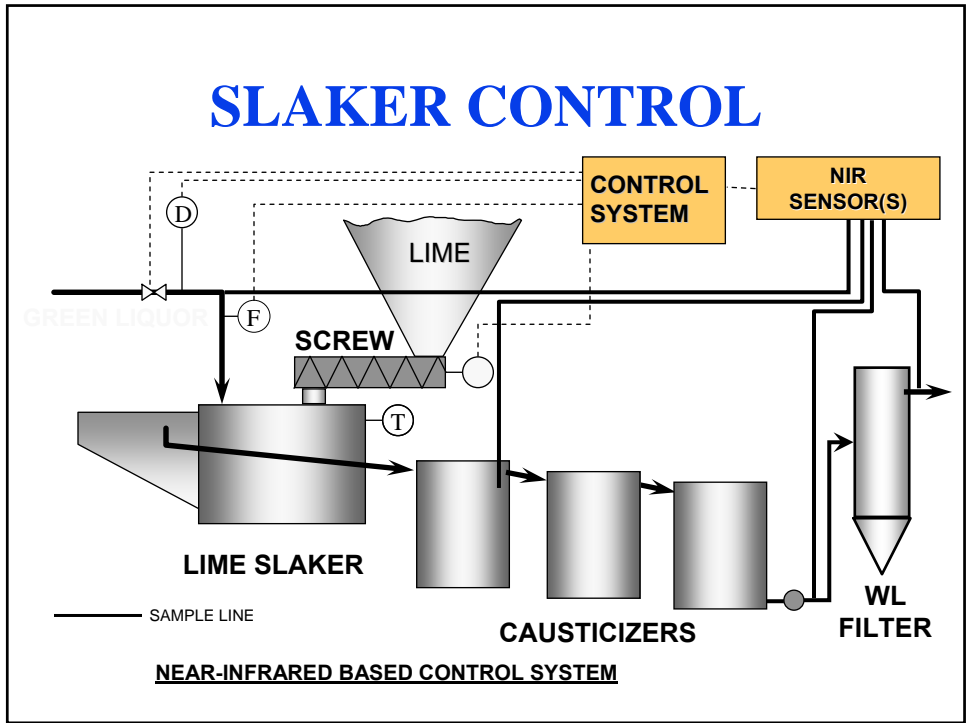 SLAKER CONTROL
CONTROL
SYSTEM
NIR
SENSOR(S)
D
LIME
GREEN LIQUOR
F
SCREW
T
LIME SLAKER
WL
FILTER
SAMPLE LINE
CAUSTICIZERS
NEAR-INFRARED BASED CONTROL SYSTEM